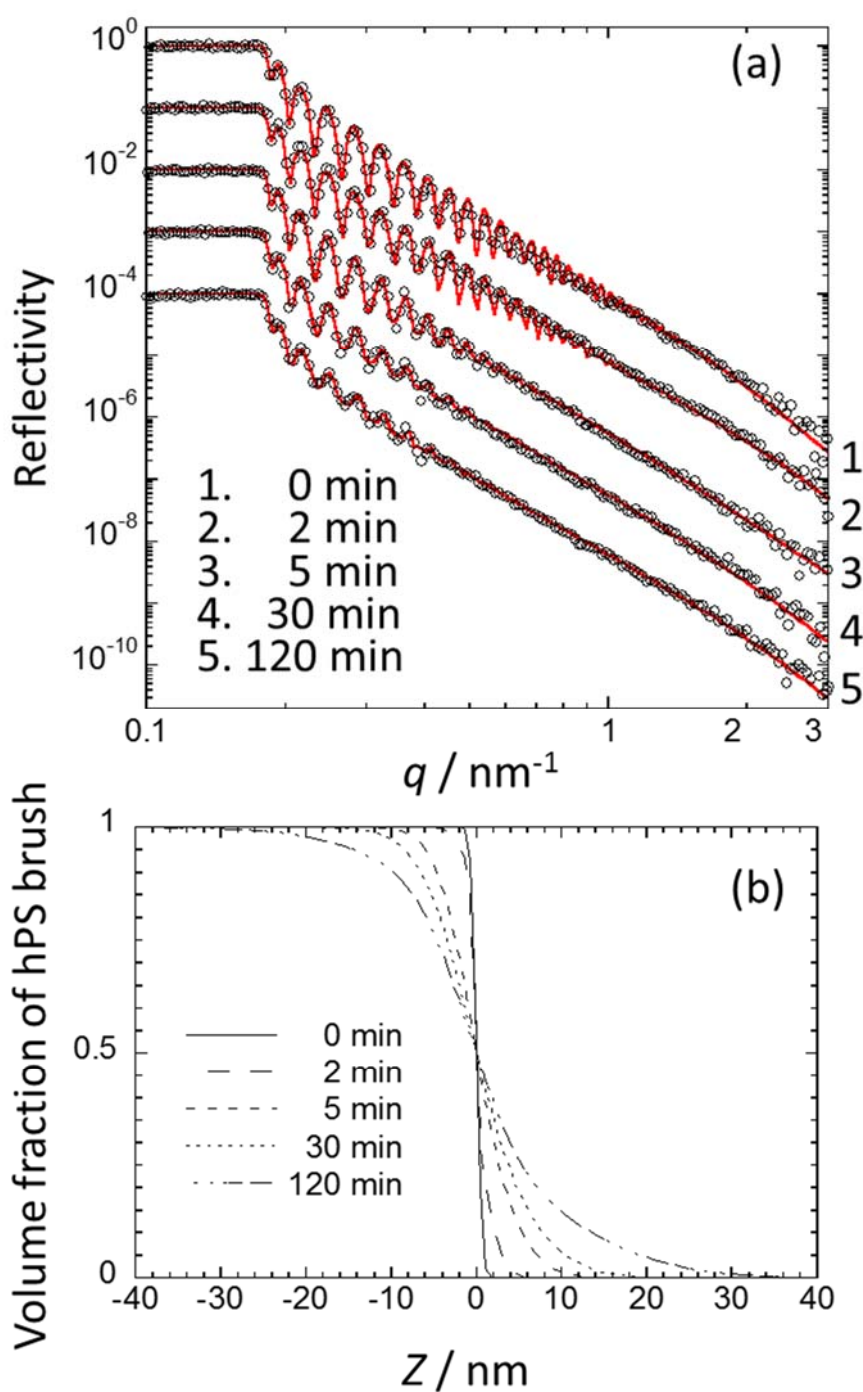 (a)
10⁰
10⁻²
10⁻⁴
10⁻⁶
10⁻⁸
10⁻¹⁰
Reflectivity
1. 0 min
2. 2 min
3. 5 min
4. 30 min
5. 120 min
1
2
3
4
5
0.1 1 2 3
q / nm⁻¹
(b)
Volume fraction of hPS brush
1
0.5
0
0 min
2 min
5 min
30 min
120 min
-40 -30 -20 -10 0 10 20 30 40
Z / nm